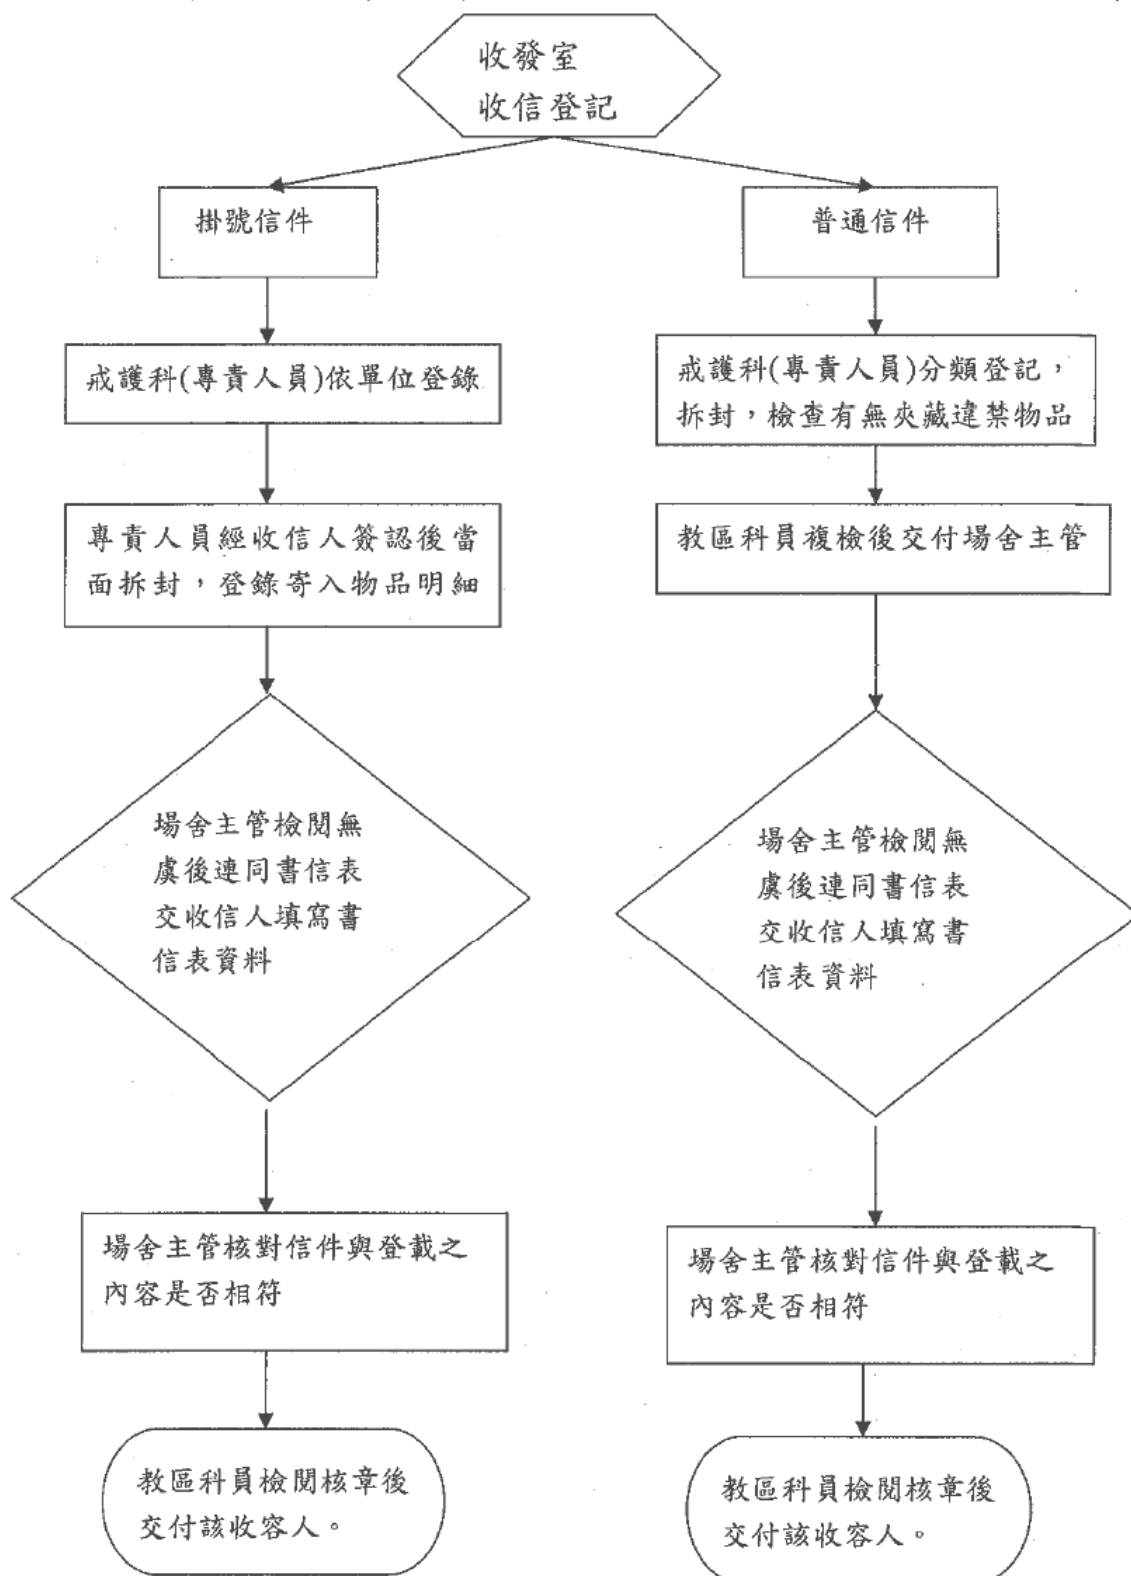 收發室
收信登記
掛號信件
戒護科(專責人員)依單位登錄
專責人員經收信人簽認後當
面拆封，登錄寄入物品明細
場舍主管檢閱無
虞後連同書信表
交收信人填寫書
信表資料
場舍主管核對信件與登載之
內容是否相符
教區科員檢閱核章後
交付該收容人。
普通信件
戒護科(專責人員)分類登記，
拆封，檢查有無夾藏違禁物品
教區科員複檢後交付場舍主管
場舍主管檢閱無
虞後連同書信表
交收信人填寫書
信表資料
場舍主管核對信件與登載之
內容是否相符
教區科員檢閱核章後
交付該收容人。